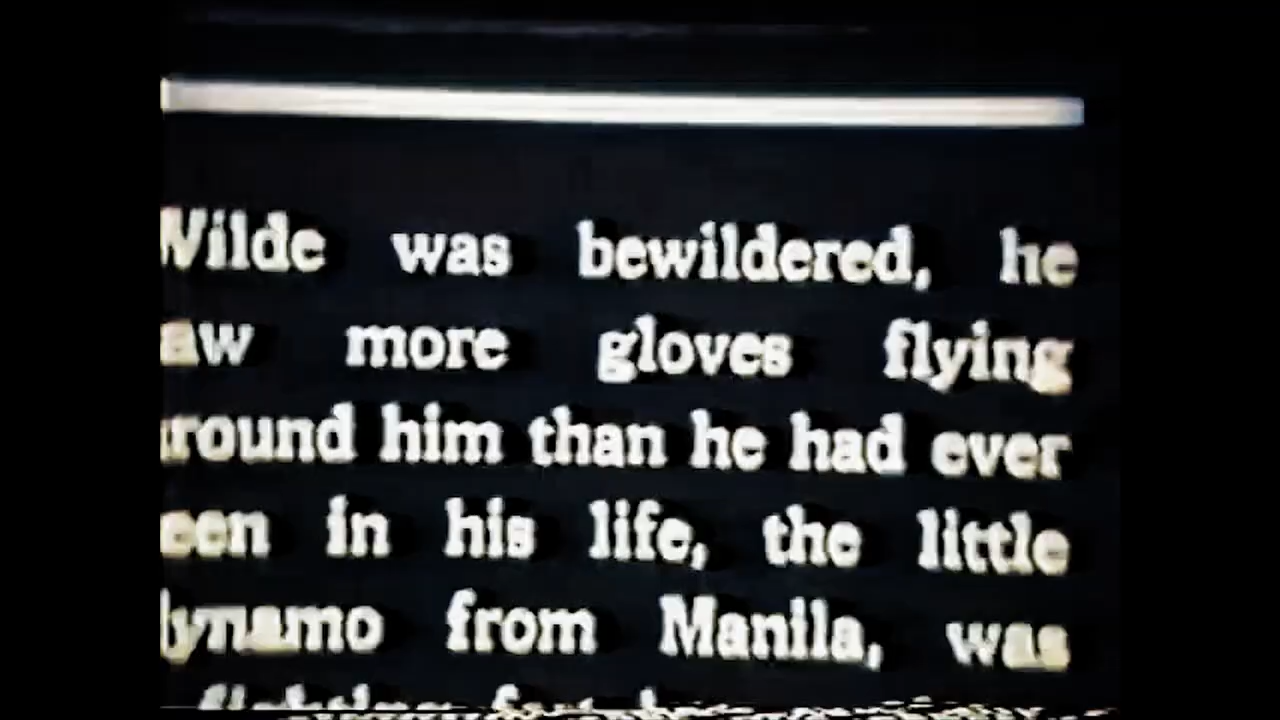 Wilde was bewildered, he
aw more gloves flying
round him than he had ever
een in his life, the little
dynamo from Manila, was